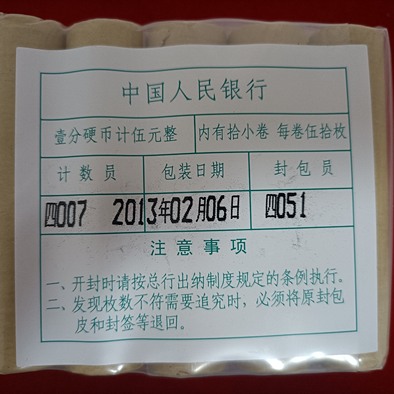 中国人民银行
壹分硬币计伍元整 内有拾小卷 每卷伍拾枚
计数员 包装日期 封包员
四007 2013年02月06日 四051
注意事项
一、开封时请按总行出纳制度规定的条例执行。
二、发现枚数不符需要追究时，必须将原封包
皮和封签等退回。